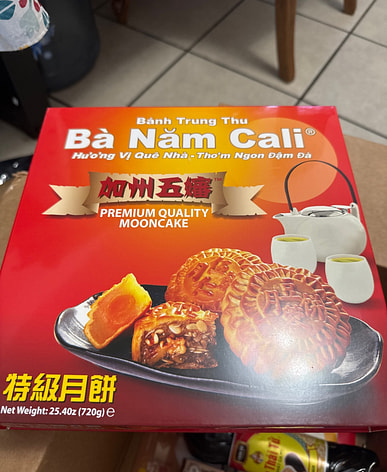 Bánh Trung Thu
Bà Năm Cali®
Hương Vị Quê Nhà - Thơm Ngon Đậm Đà
加州五嬸
PREMIUM QUALITY
MOONCAKE
特級月餅
Net Weight: 25.40z (720g) ℮